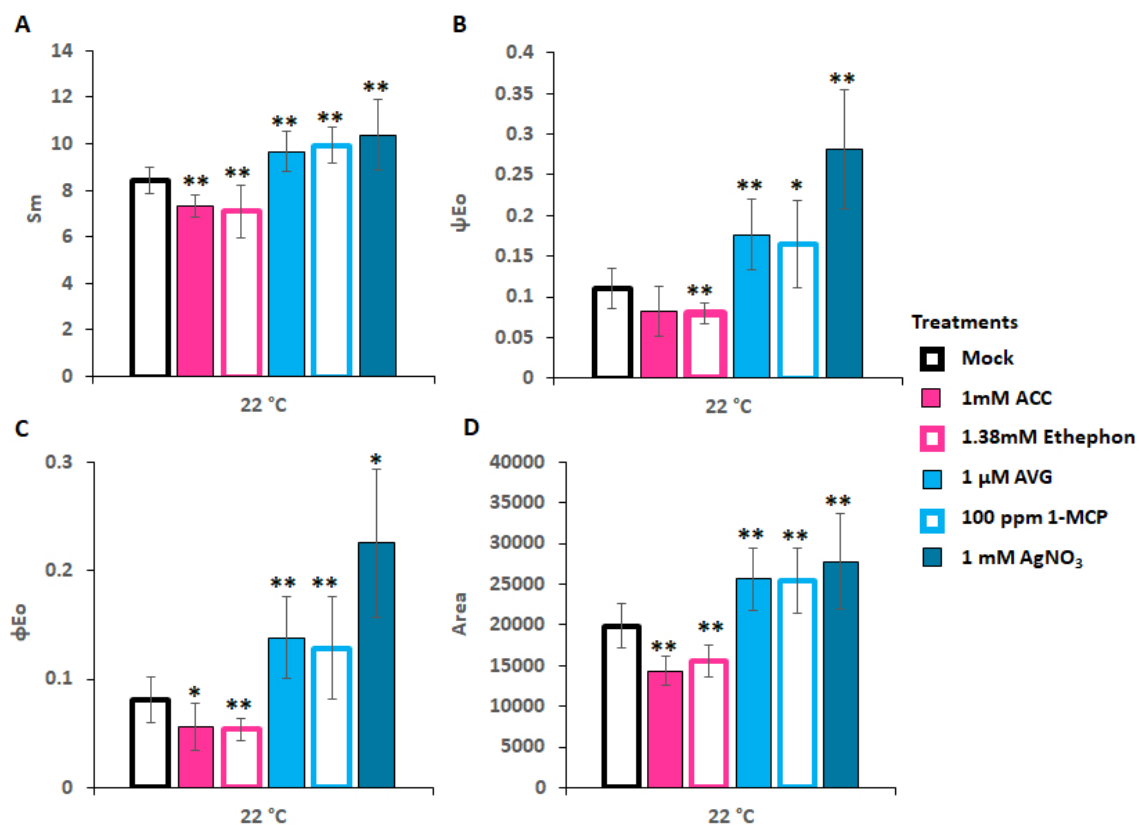 A
14
12
10
8
6
4
2
0
Sm
**
**
**
**
**
22 °C
B
0.4
0.35
0.3
0.25
0.2
0.15
0.1
0.05
0
ψEo
**
**
*
**
22 °C
C
0.3
0.2
0.1
0
ϕEo
*
**
**
**
*
22 °C
D
40000
35000
30000
25000
20000
15000
10000
5000
0
Area
**
**
**
**
**
22 °C
Treatments
Mock
1mM ACC
1.38mM Ethephon
1 µM AVG
100 ppm 1-MCP
1 mM AgNO₃